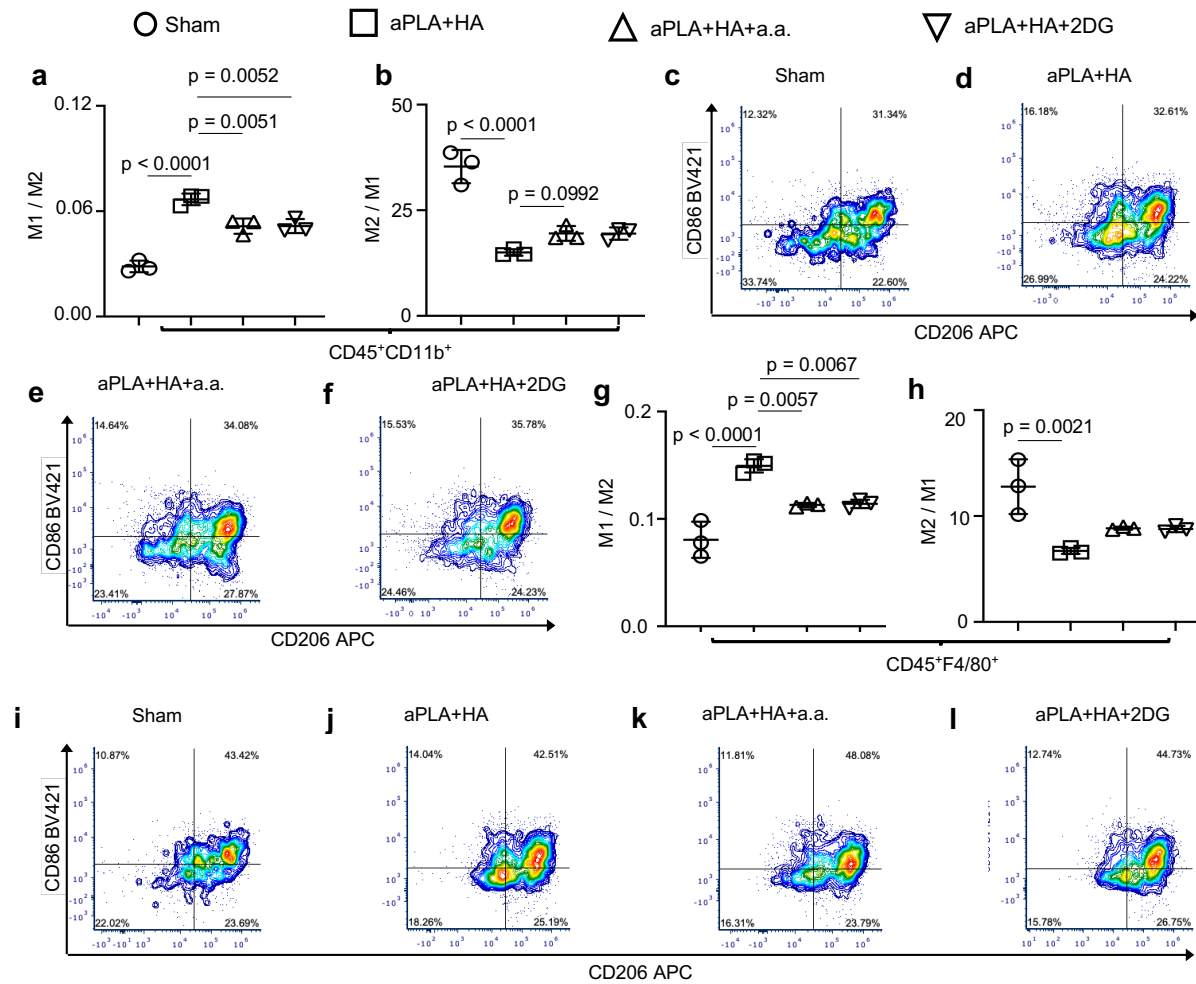 Sham
aPLA+HA
aPLA+HA+a.a.
aPLA+HA+2DG
a
p = 0.0052
p = 0.0051
p < 0.0001
0.12
0.06
0.00
M1 / M2
b
p < 0.0001
p = 0.0992
50
25
0
M2 / M1
CD45+CD11b+
c
Sham
12.32%
31.34%
33.74%
22.60%
CD86 BV421
d
aPLA+HA
16.18%
32.61%
26.99%
24.22%
CD206 APC
e
aPLA+HA+a.a.
14.64%
34.08%
23.41%
27.87%
CD86 BV421
f
aPLA+HA+2DG
15.53%
35.78%
24.46%
24.23%
CD206 APC
g
p = 0.0067
p = 0.0057
p < 0.0001
0.2
0.1
0.0
M1 / M2
h
p = 0.0021
20
10
0
M2 / M1
CD45+F4/80+
i
Sham
10.87%
43.42%
22.02%
23.69%
CD86 BV421
j
aPLA+HA
14.04%
42.51%
18.26%
25.19%
k
aPLA+HA+a.a.
11.81%
48.08%
16.31%
23.79%
l
aPLA+HA+2DG
12.74%
44.73%
15.78%
26.75%
CD206 APC